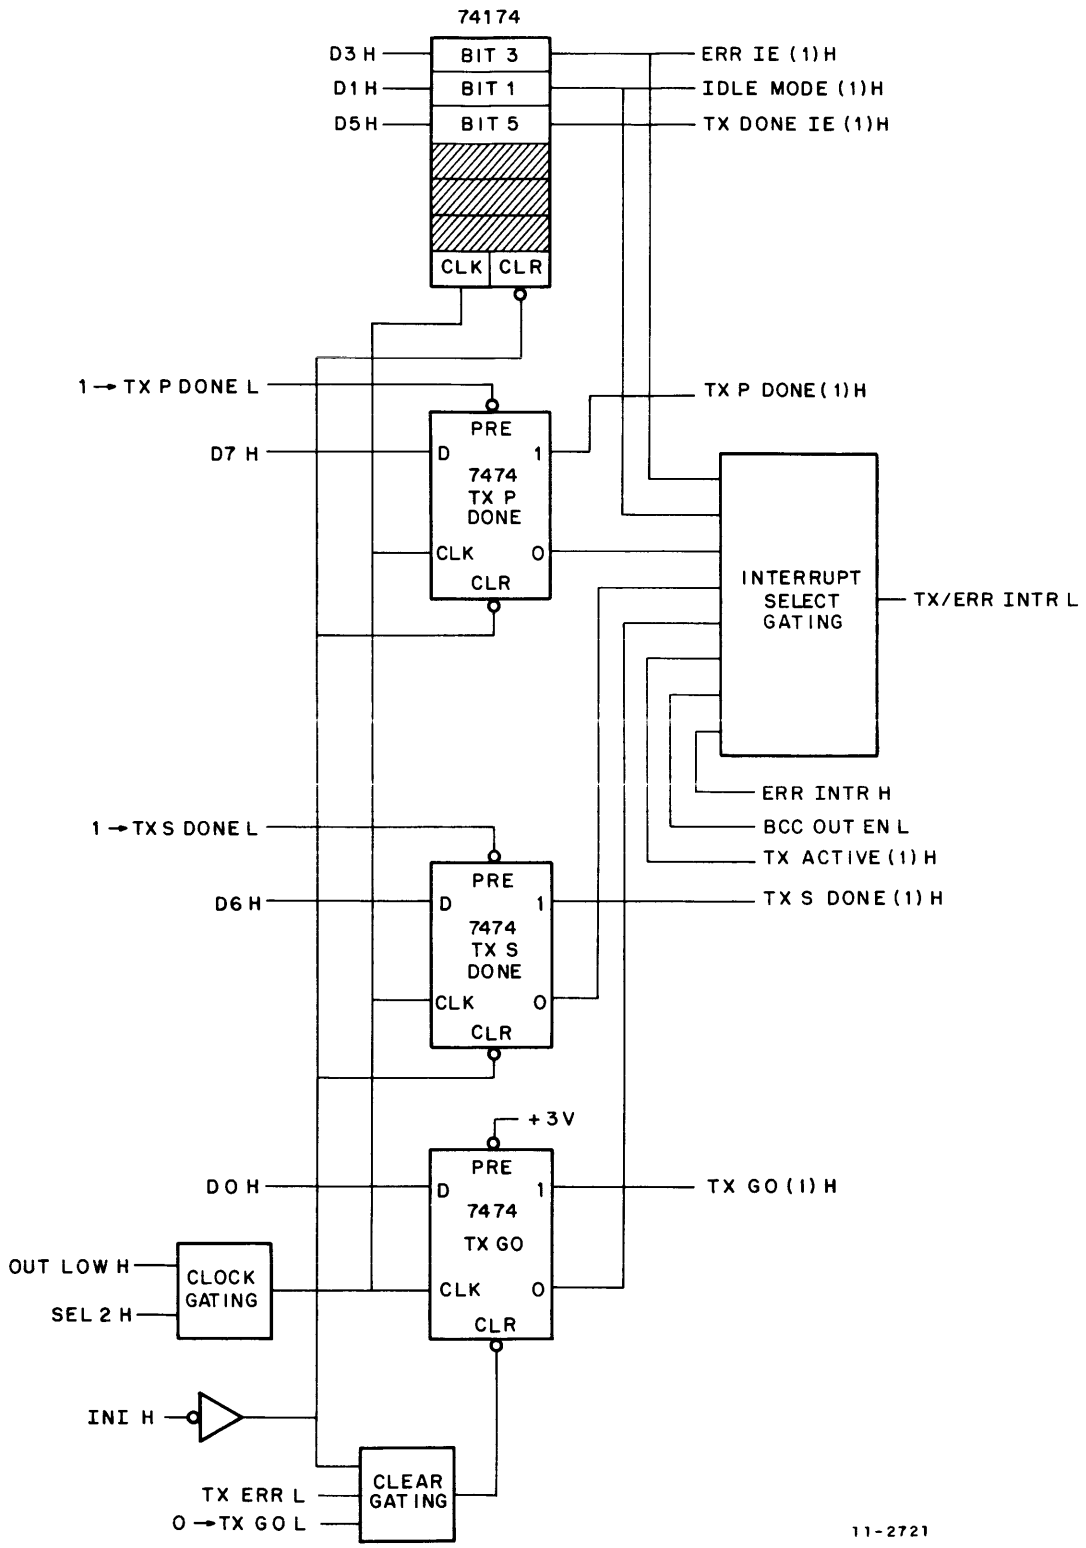 74174
D3 H BIT 3 ERR IE (1) H
D1 H BIT 1 IDLE MODE (1) H
D5 H BIT 5 TX DONE IE (1) H
CLK CLR
1 → TX P DONE L
TX P DONE (1) H
PRE
D7 H D 1
7474
TX P
DONE
CLK 0
CLR
INTERRUPT
SELECT
GATING
TX/ERR INTR L
ERR INTR H
1 → TX S DONE L
BCC OUT EN L
TX ACTIVE (1) H
PRE
D6 H D 1 TX S DONE (1) H
7474
TX S
DONE
CLK 0
CLR
+3V
PRE
D0 H D 1 TX GO (1) H
7474
TX GO
OUT LOW H
CLOCK
GATING
SEL 2 H
CLK 0
CLR
INI H
CLEAR
GATING
TX ERR L
0 → TX GO L
11-2721